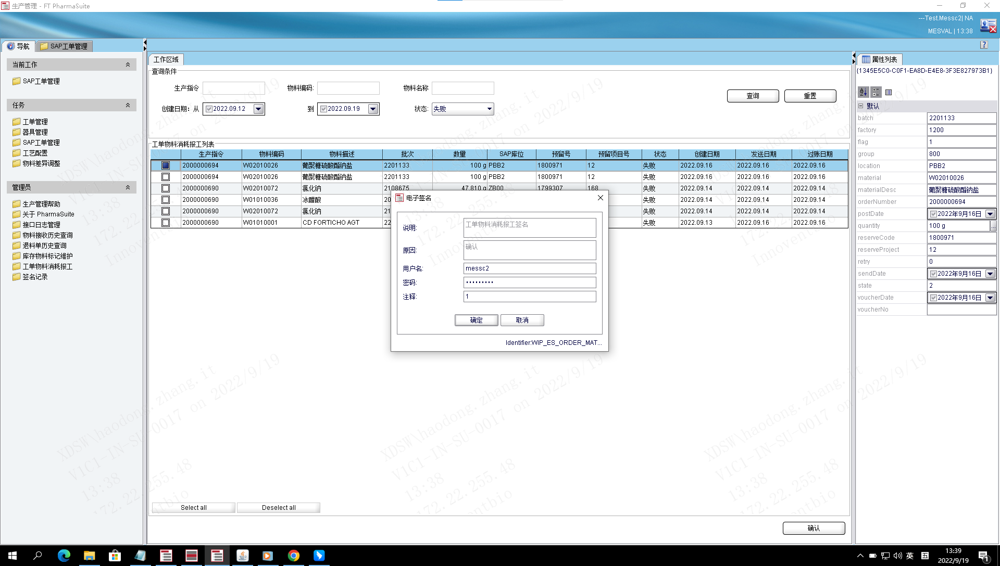 生产管理 - FT PharmaSuite
---Test.Messc2| NA
MESVAL | 13:38
导航
SAP工单管理
当前工作
SAP工单管理
任务
工单管理
器具管理
SAP工单管理
工艺配置
物料差异调整
管理员
生产管理帮助
关于 PharmaSuite
接口日志管理
物料接收历史查询
退料单历史查询
库存物料标记维护
工单物料消耗报工
签名记录
工作区域
查询条件
生产指令 物料编码: 物料名称
查询 重置
创建日期: 从 2022.09.12 到 2022.09.19 状态: 失败
工单物料消耗报工列表
生产指令 物料编码 物料描述 批次 数量 SAP库位 预留号 预留项目号 状态 创建日期 发送日期 过账日期
2000000694 W02010026 葡聚糖硫酸酯钠盐 2201133 100 g PBB2 1800971 12 失败 2022.09.16 2022.09.16 2022.09.16
2000000694 W02010026 葡聚糖硫酸酯钠盐 2201133 100 g PBB2 1800971 12 失败 2022.09.16 2022.09.16 2022.09.16
2000000690 W02010072 氯化钠 2108675 47.810 g ZB00 1799307 168 失败 2022.09.14 2022.09.14 2022.09.14
2000000690 W01010036 冰醋酸 20 失败 2022.09.14 2022.09.14 2022.09.14
2000000690 W02010072 氯化钠 21 失败 2022.09.14 2022.09.14 2022.09.14
2000000690 W01010001 CD FORTICHO AGT 22 失败 2022.09.13 2022.09.16 2022.09.16
电子签名
说明: 工单物料消耗报工签名
原因: 确认
用户名: messc2
密码: •••••••••
注释: 1
确定 取消
Identifier:WIP_ES_ORDER_MAT...
Select all Deselect all
确认
属性列表
{1345E5C0-C0F1-EA8D-E4E8-3F3E827973B1}
默认
batch 2201133
factory 1200
flag 1
group 800
location PBB2
material W02010026
materialDesc 葡聚糖硫酸酯钠盐
orderNumber 2000000694
postDate 2022年9月16日
quantity 100 g ...
reserveCode 1800971
reserveProject 12
retry 0
sendDate 2022年9月16日
state 2
voucherDate 2022年9月16日
voucherNo
XDSW\haodong.zhang.it
V1C1-IN-SU-0017 on 2022/9/19
13:38
172.22.255.48
Innoventbio
英
13:39
2022/9/19
1